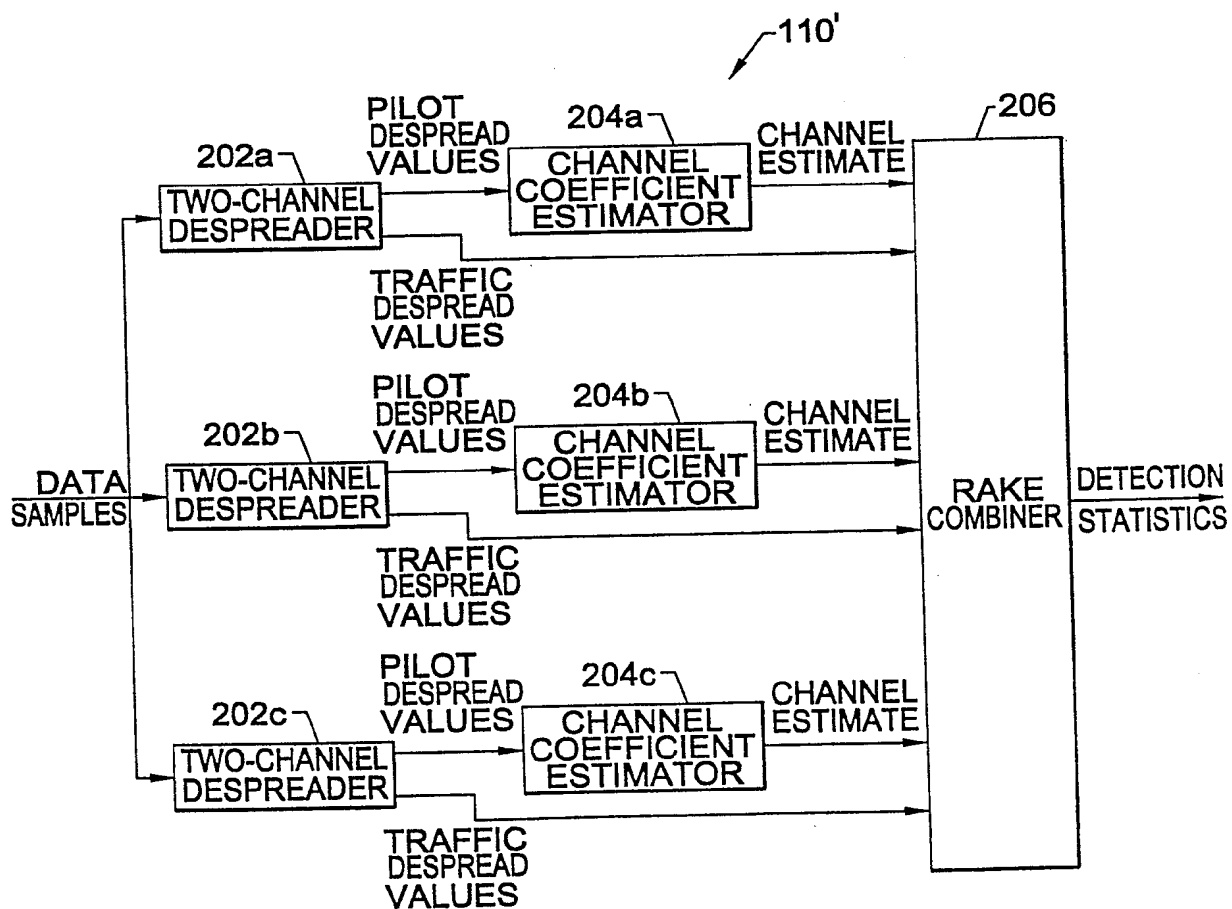 110'
PILOT
DESPREAD
VALUES
204a
CHANNEL
ESTIMATE
206
202a
CHANNEL
COEFFICIENT
ESTIMATOR
TWO-CHANNEL
DESPREADER
TRAFFIC
DESPREAD
VALUES
PILOT
DESPREAD
VALUES
204b
CHANNEL
ESTIMATE
202b
CHANNEL
COEFFICIENT
ESTIMATOR
DATA
SAMPLES
TWO-CHANNEL
DESPREADER
RAKE
COMBINER
DETECTION
STATISTICS
TRAFFIC
DESPREAD
VALUES
PILOT
DESPREAD
VALUES
204c
CHANNEL
ESTIMATE
202c
CHANNEL
COEFFICIENT
ESTIMATOR
TWO-CHANNEL
DESPREADER
TRAFFIC
DESPREAD
VALUES